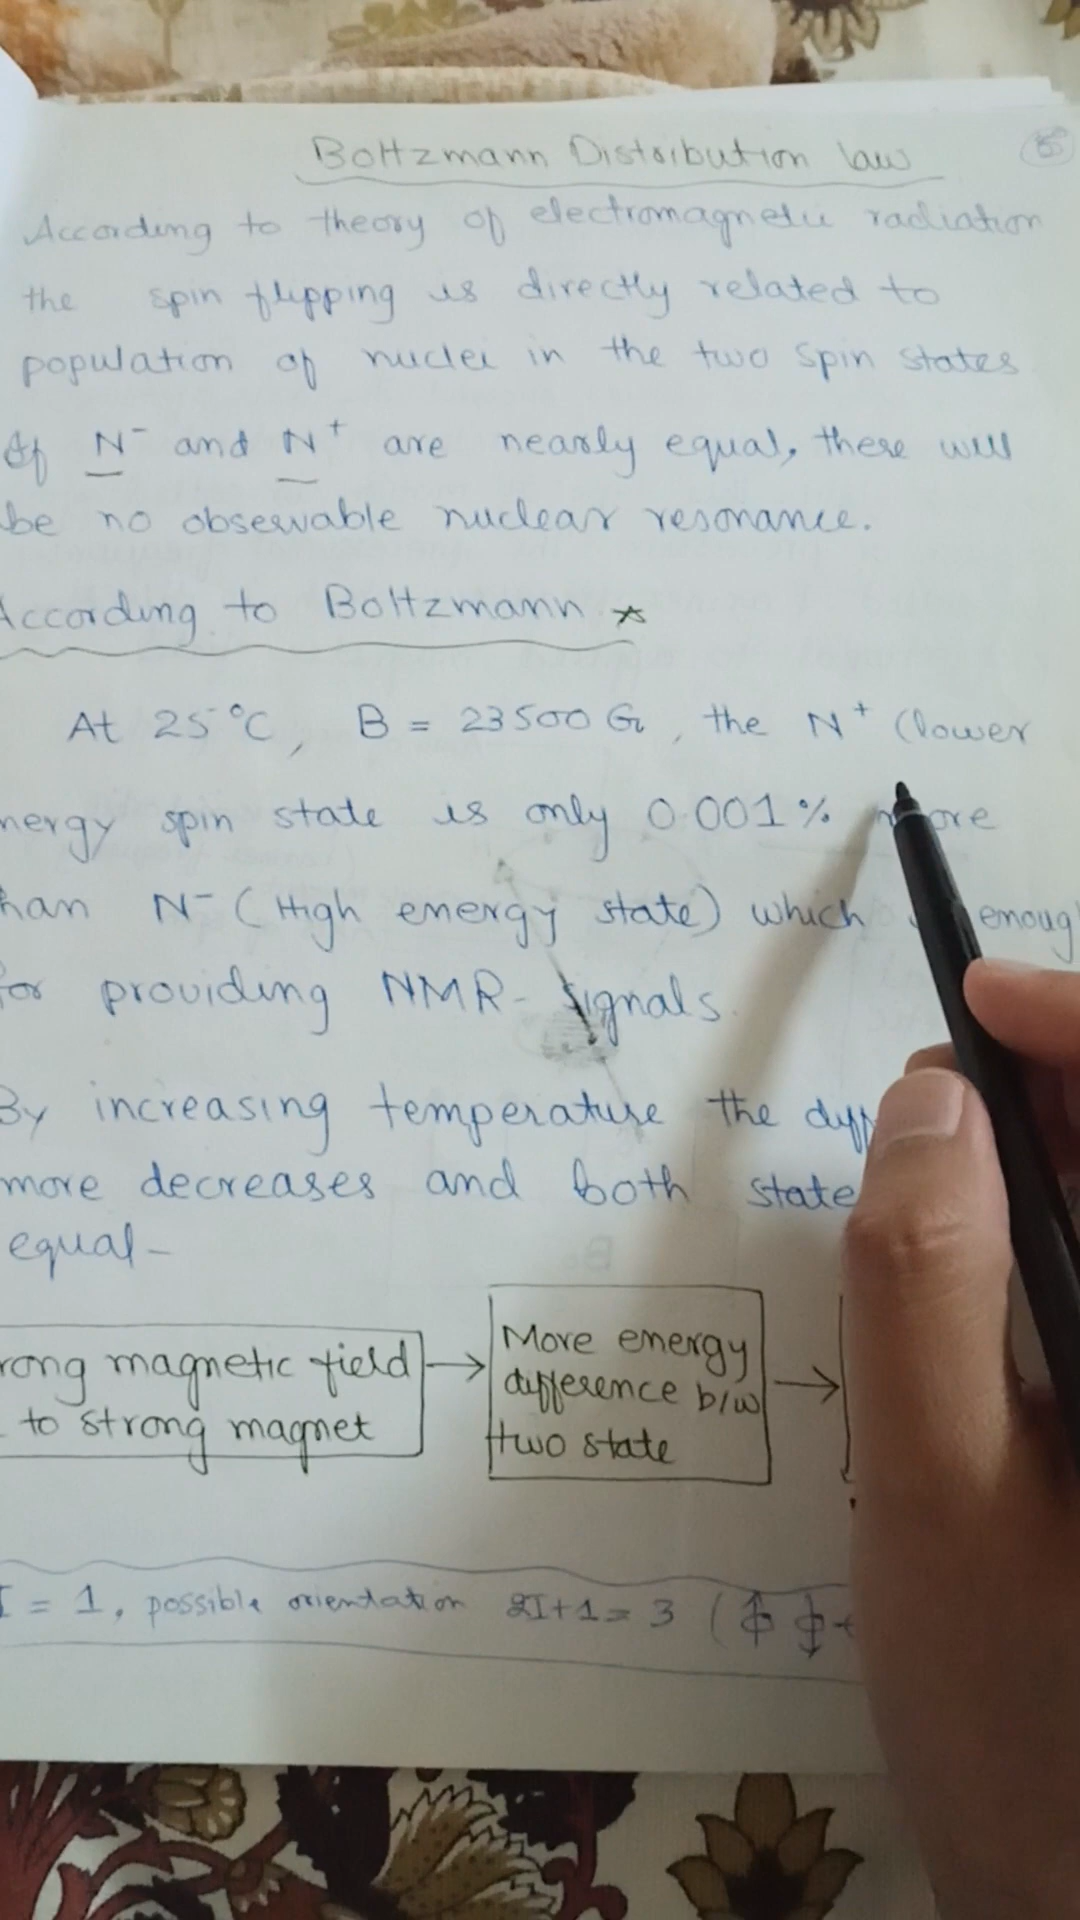 Boltzmann Distribution law
According to theory of electromagnetic radiation
the spin flipping is directly related to
population of nuclei in the two spin states
If N⁻ and N⁺ are nearly equal, there will
be no observable nuclear resonance.
According to Boltzmann *
At 25°C, B = 23500 G, the N⁺ (lower
nergy spin state is only 0.001% more
han N⁻ (High energy state) which enoug
for providing NMR- signals.
By increasing temperature the diff
more decreases and both state
equal-
rong magnetic field
to strong magnet
More energy
difference b/w
two state
I = 1, possible orientation 2I+1=3 (